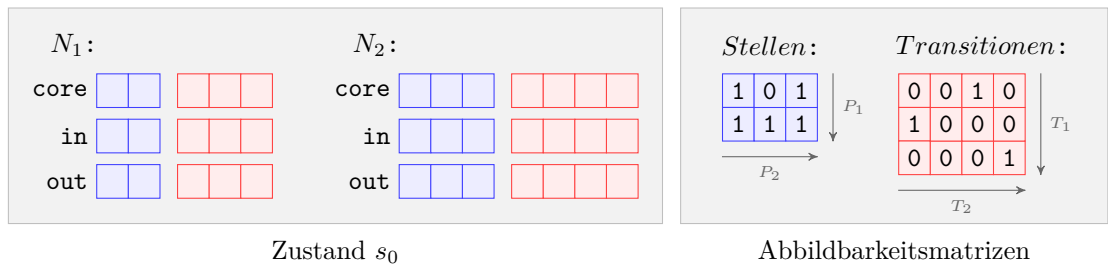 N₁: N₂: Stellen: Transitionen:
core core
in in
out out
1 0 1
1 1 1
P₁
P₂
0 0 1 0
1 0 0 0
0 0 0 1
T₁
T₂
Zustand s₀ Abbildbarkeitsmatrizen